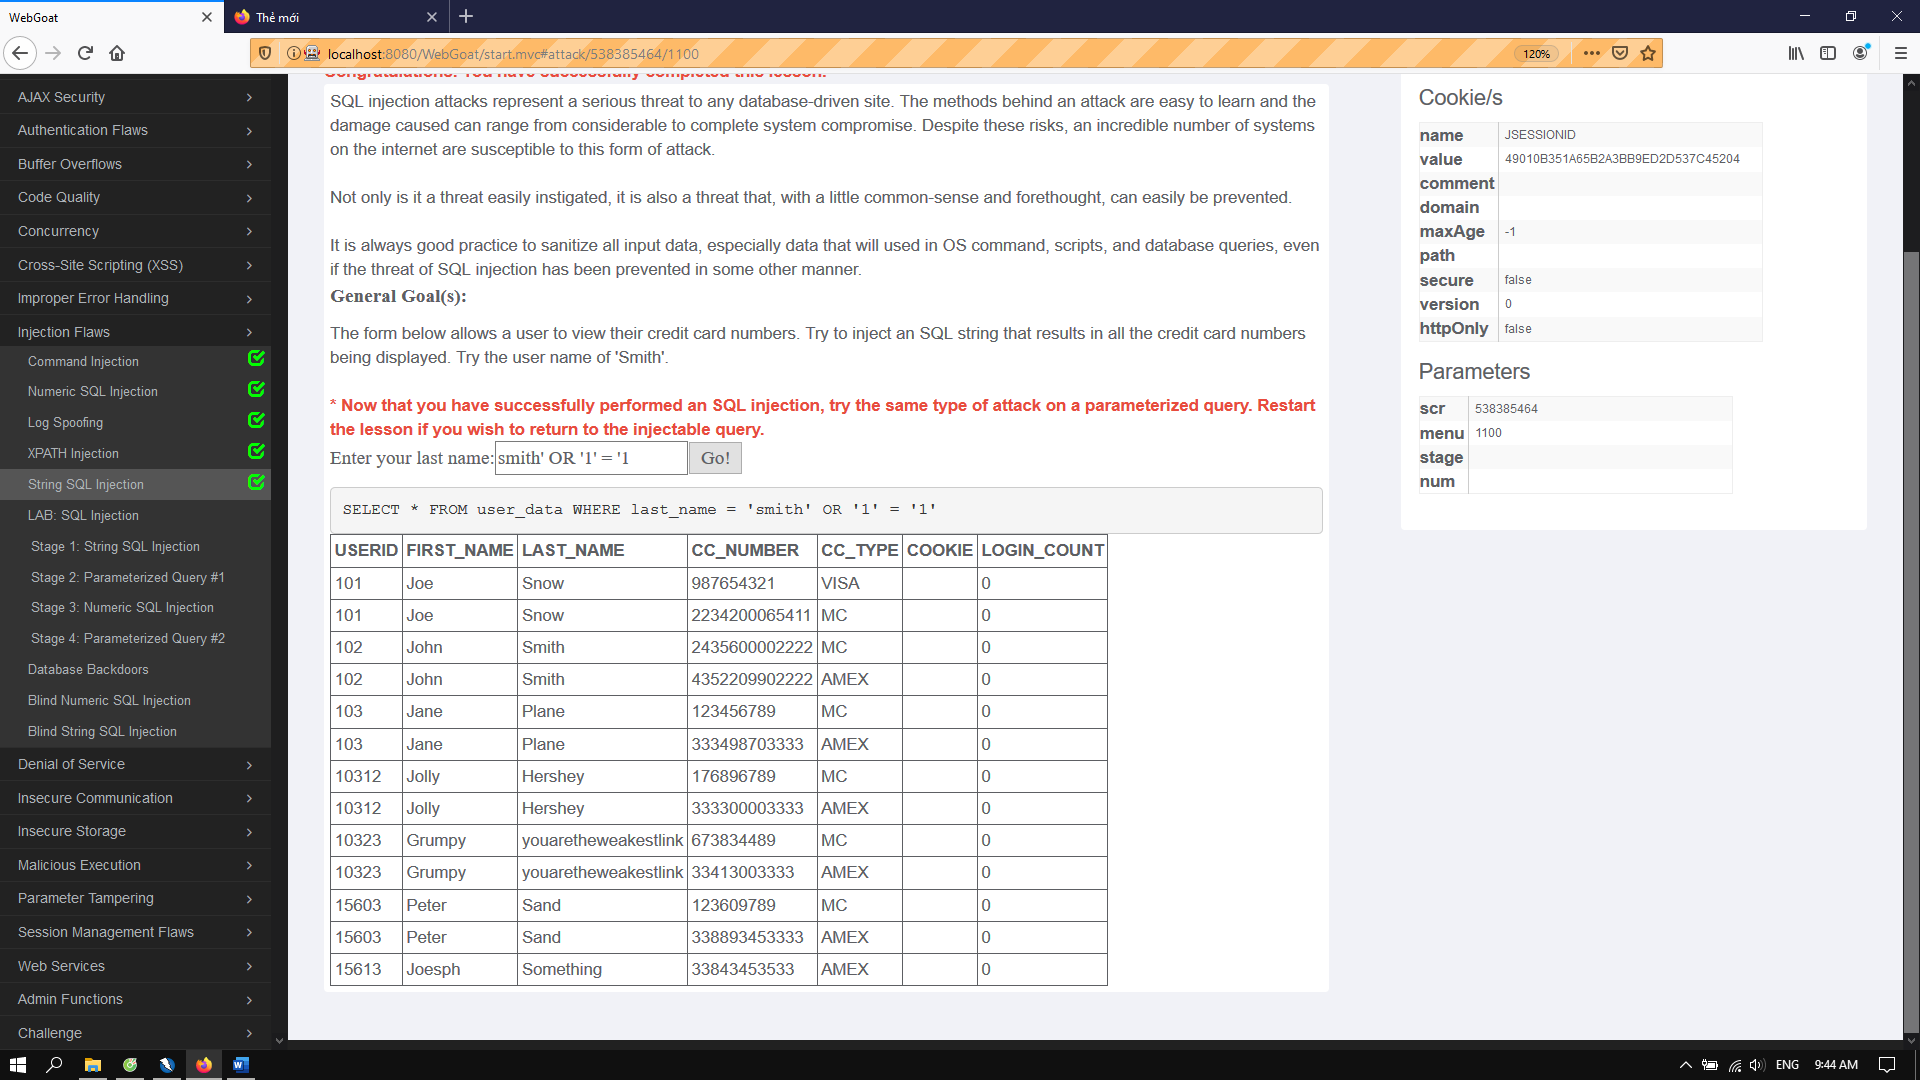 WebGoat
Thẻ mới
localhost:8080/WebGoat/start.mvc#attack/538385464/1100
120%
AJAX Security
Authentication Flaws
Buffer Overflows
Code Quality
Concurrency
Cross-Site Scripting (XSS)
Improper Error Handling
Injection Flaws
Command Injection
Numeric SQL Injection
Log Spoofing
XPATH Injection
String SQL Injection
LAB: SQL Injection
Stage 1: String SQL Injection
Stage 2: Parameterized Query #1
Stage 3: Numeric SQL Injection
Stage 4: Parameterized Query #2
Database Backdoors
Blind Numeric SQL Injection
Blind String SQL Injection
Denial of Service
Insecure Communication
Insecure Storage
Malicious Execution
Parameter Tampering
Session Management Flaws
Web Services
Admin Functions
Challenge
Congratulations. You have successfully completed this lesson.
SQL injection attacks represent a serious threat to any database-driven site. The methods behind an attack are easy to learn and the
damage caused can range from considerable to complete system compromise. Despite these risks, an incredible number of systems
on the internet are susceptible to this form of attack.
Not only is it a threat easily instigated, it is also a threat that, with a little common-sense and forethought, can easily be prevented.
It is always good practice to sanitize all input data, especially data that will used in OS command, scripts, and database queries, even
if the threat of SQL injection has been prevented in some other manner.
General Goal(s):
The form below allows a user to view their credit card numbers. Try to inject an SQL string that results in all the credit card numbers
being displayed. Try the user name of 'Smith'.
* Now that you have successfully performed an SQL injection, try the same type of attack on a parameterized query. Restart
the lesson if you wish to return to the injectable query.
Enter your last name: smith' OR '1' = '1 Go!
SELECT * FROM user_data WHERE last_name = 'smith' OR '1' = '1'
USERID FIRST_NAME LAST_NAME CC_NUMBER CC_TYPE COOKIE LOGIN_COUNT
101 Joe Snow 987654321 VISA 0
101 Joe Snow 2234200065411 MC 0
102 John Smith 2435600002222 MC 0
102 John Smith 4352209902222 AMEX 0
103 Jane Plane 123456789 MC 0
103 Jane Plane 333498703333 AMEX 0
10312 Jolly Hershey 176896789 MC 0
10312 Jolly Hershey 333300003333 AMEX 0
10323 Grumpy youaretheweakestlink 673834489 MC 0
10323 Grumpy youaretheweakestlink 33413003333 AMEX 0
15603 Peter Sand 123609789 MC 0
15603 Peter Sand 338893453333 AMEX 0
15613 Joesph Something 33843453533 AMEX 0
Cookie/s
name JSESSIONID
value 49010B351A65B2A3BB9ED2D537C45204
comment
domain
maxAge -1
path
secure false
version 0
httpOnly false
Parameters
scr 538385464
menu 1100
stage
num
ENG 9:44 AM